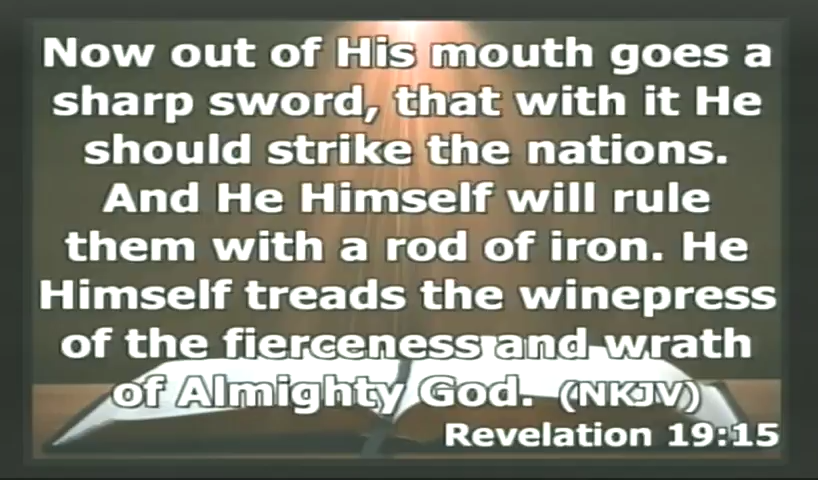 Now out of His mouth goes a
sharp sword, that with it He
should strike the nations.
And He Himself will rule
them with a rod of iron. He
Himself treads the winepress
of the fierceness and wrath
of Almighty God. (NKJV)
Revelation 19:15